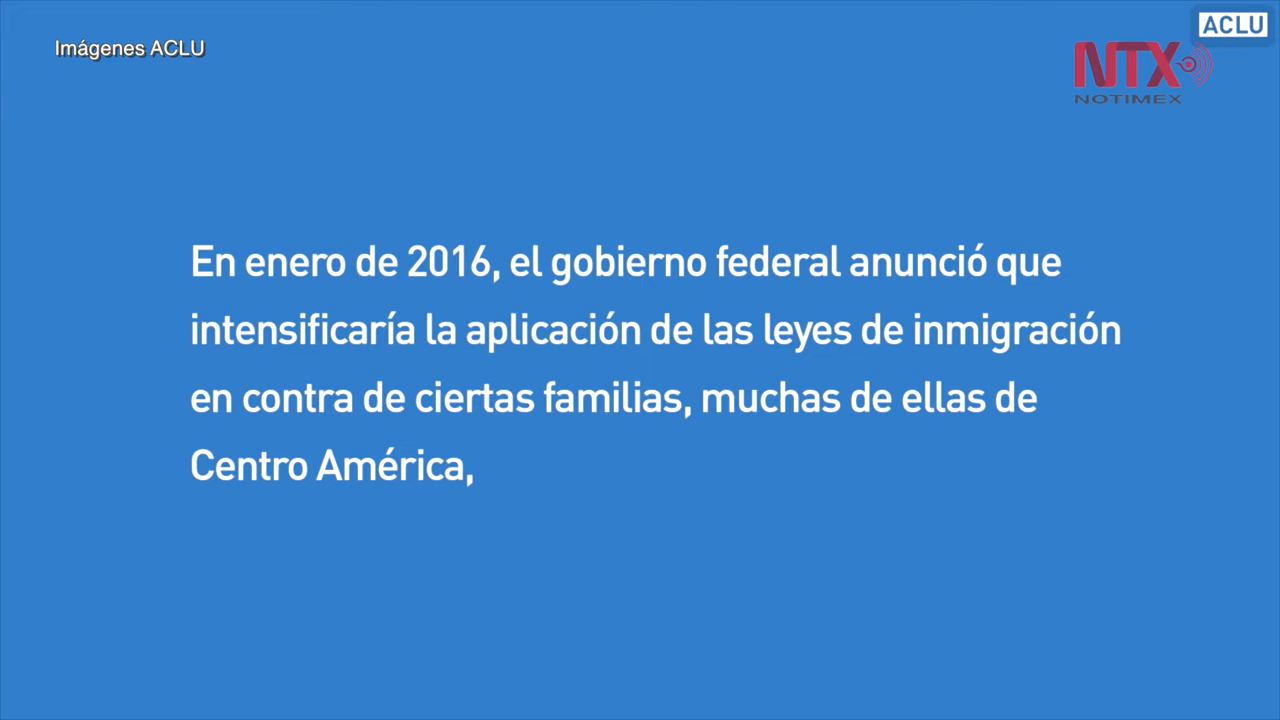 Imágenes ACLU
ACLU
NTX
NOTIMEX
En enero de 2016, el gobierno federal anunció que
intensificaría la aplicación de las leyes de inmigración
en contra de ciertas familias, muchas de ellas de
Centro América,